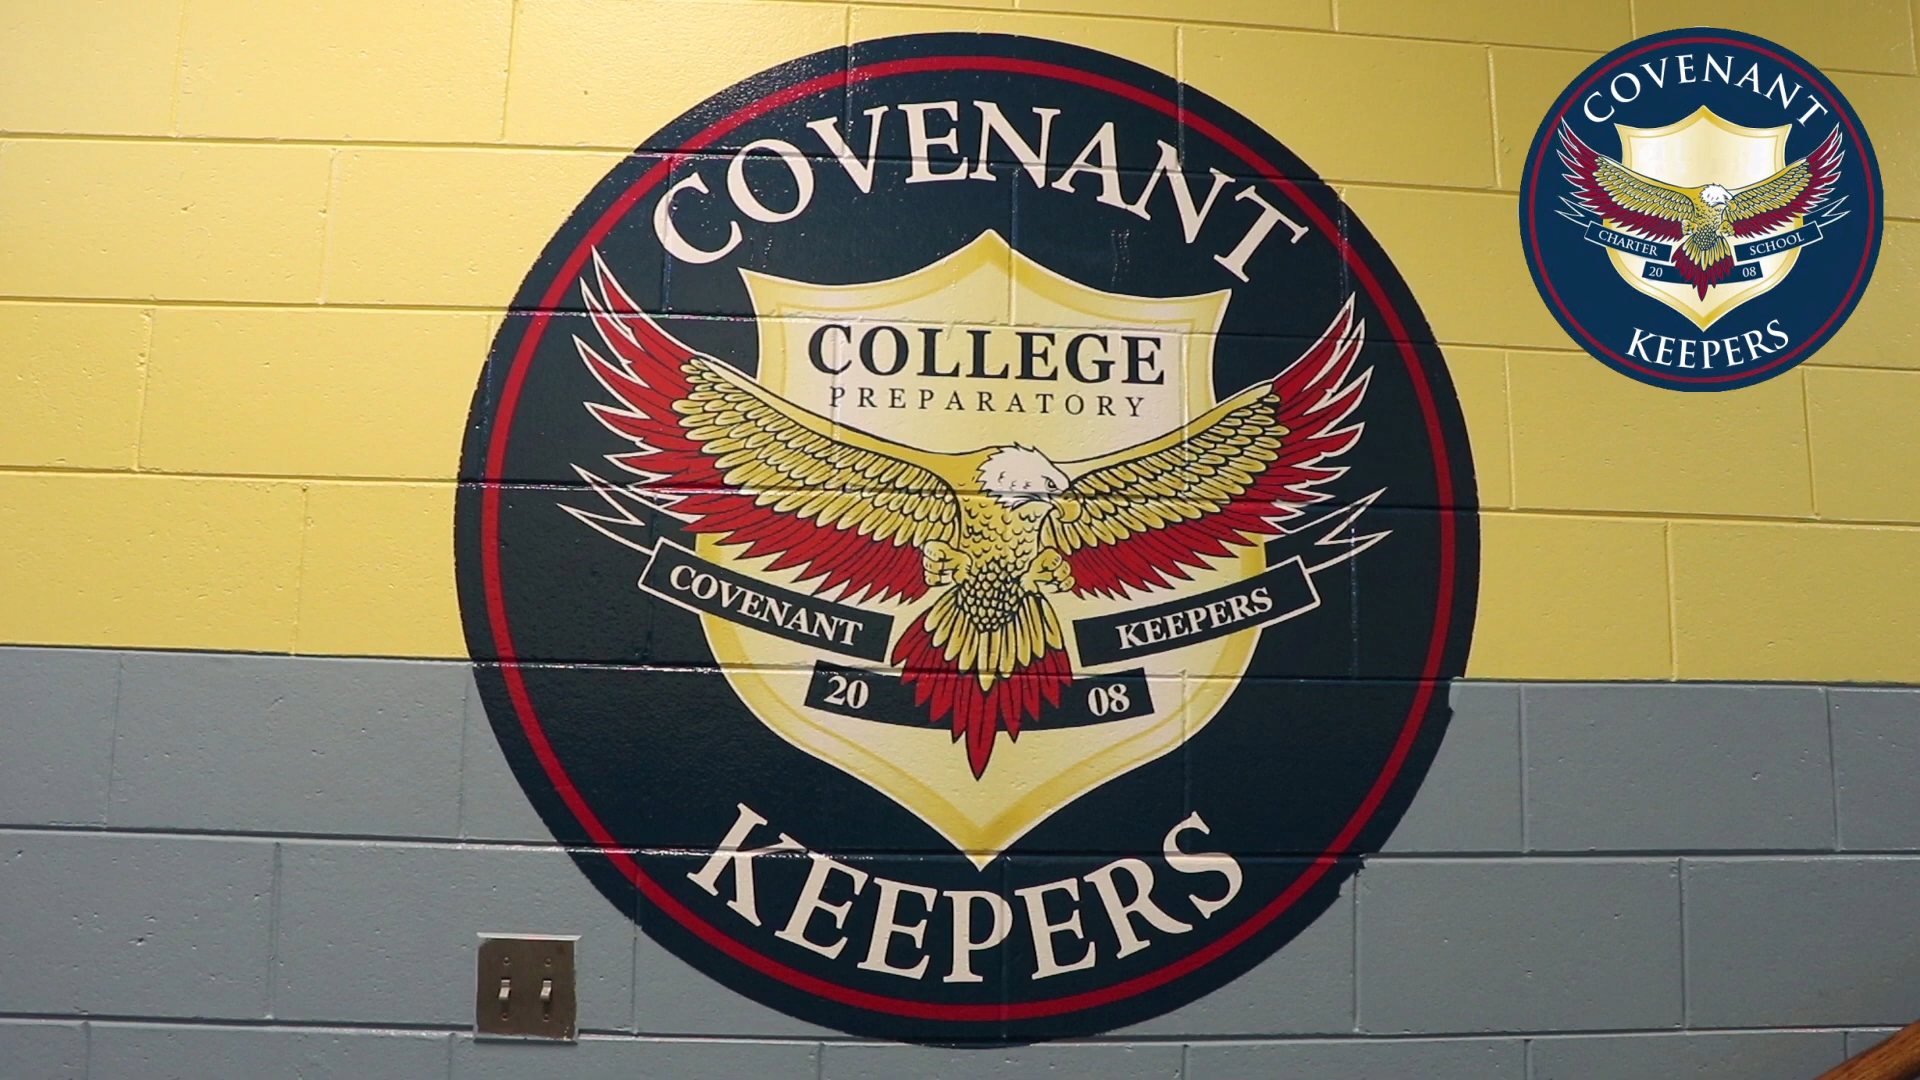 COVENANT
COLLEGE
PREPARATORY
COVENANT KEEPERS
20 08
KEEPERS
COVENANT
CHARTER SCHOOL
20 08
KEEPERS